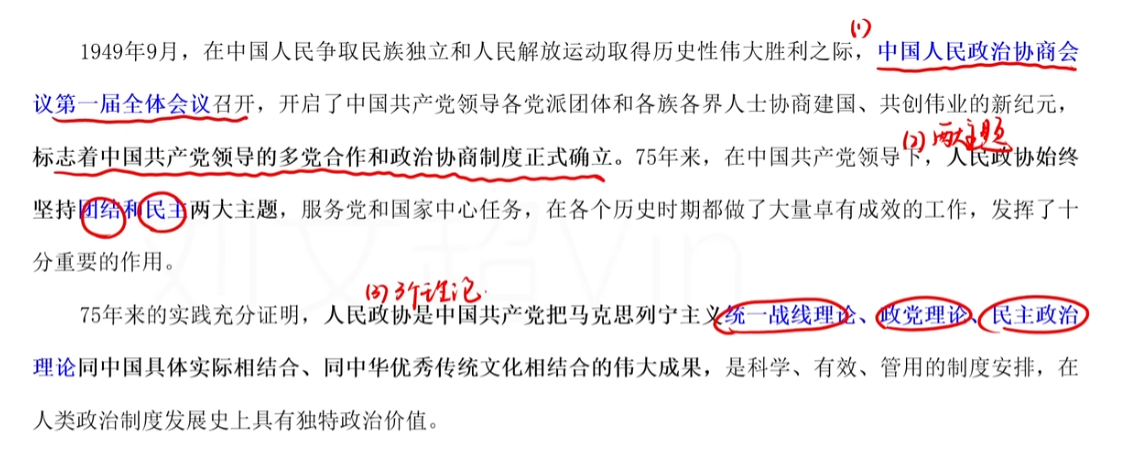 (1)
1949年9月，在中国人民争取民族独立和人民解放运动取得历史性伟大胜利之际，中国人民政治协商会
议第一届全体会议召开，开启了中国共产党领导各党派团体和各族各界人士协商建国、共创伟业的新纪元，
(2) 两大主题
标志着中国共产党领导的多党合作和政治协商制度正式确立。75年来，在中国共产党领导下，人民政协始终
坚持团结和民主两大主题，服务党和国家中心任务，在各个历史时期都做了大量卓有成效的工作，发挥了十
分重要的作用。
(3) 3个理论
75年来的实践充分证明，人民政协是中国共产党把马克思列宁主义统一战线理论、政党理论、民主政治
理论同中国具体实际相结合、同中华优秀传统文化相结合的伟大成果，是科学、有效、管用的制度安排，在
人类政治制度发展史上具有独特政治价值。